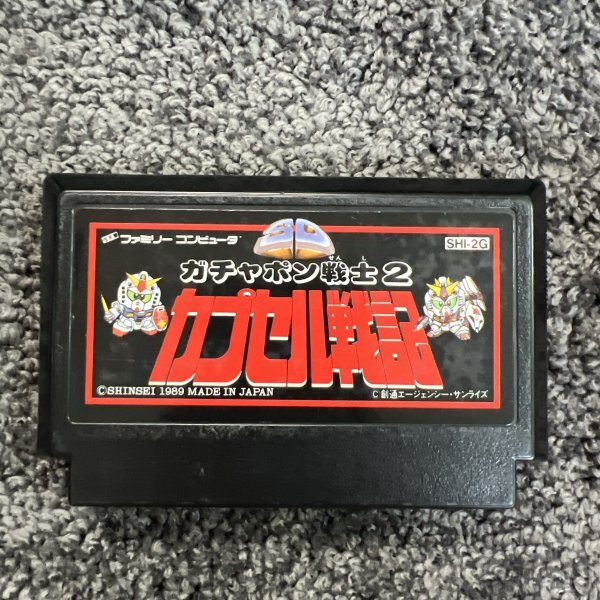 ファミリー コンピュータ
SD
SHI-2G
せん
ガチャポン戦士2
カプセル戦記
©SHINSEI 1989 MADE IN JAPAN
C 創通エージェンシー・サンライズ